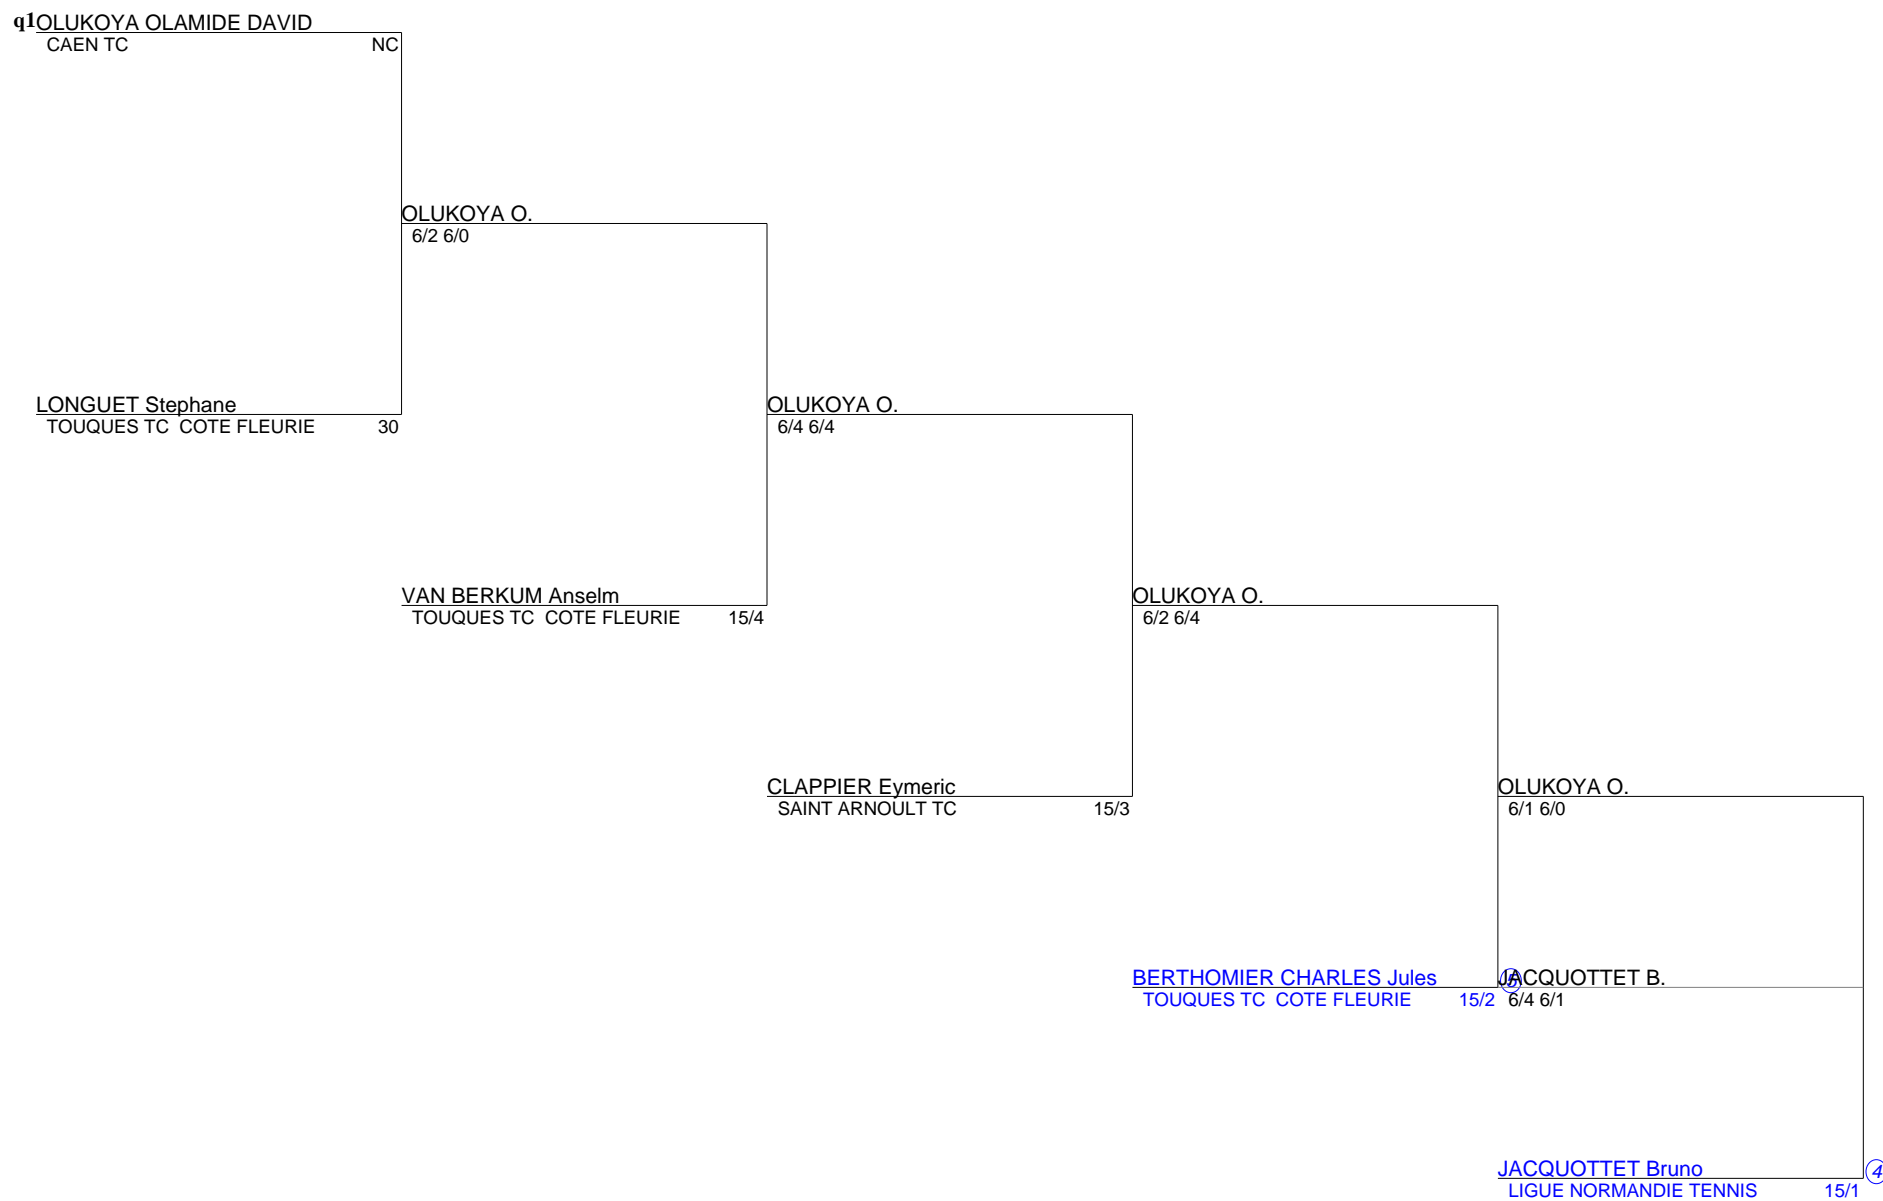 q1 OLUKOYA OLAMIDE DAVID
CAEN TC NC
OLUKOYA O.
6/2 6/0
LONGUET Stephane
TOUQUES TC COTE FLEURIE 30
OLUKOYA O.
6/4 6/4
VAN BERKUM Anselm
TOUQUES TC COTE FLEURIE 15/4
OLUKOYA O.
6/2 6/4
CLAPPIER Eymeric
SAINT ARNOULT TC 15/3
OLUKOYA O.
6/1 6/0
BERTHOMIER CHARLES Jules
TOUQUES TC COTE FLEURIE 15/2
JACQUOTTET B.
6/4 6/1
JACQUOTTET Bruno 4
LIGUE NORMANDIE TENNIS 15/1